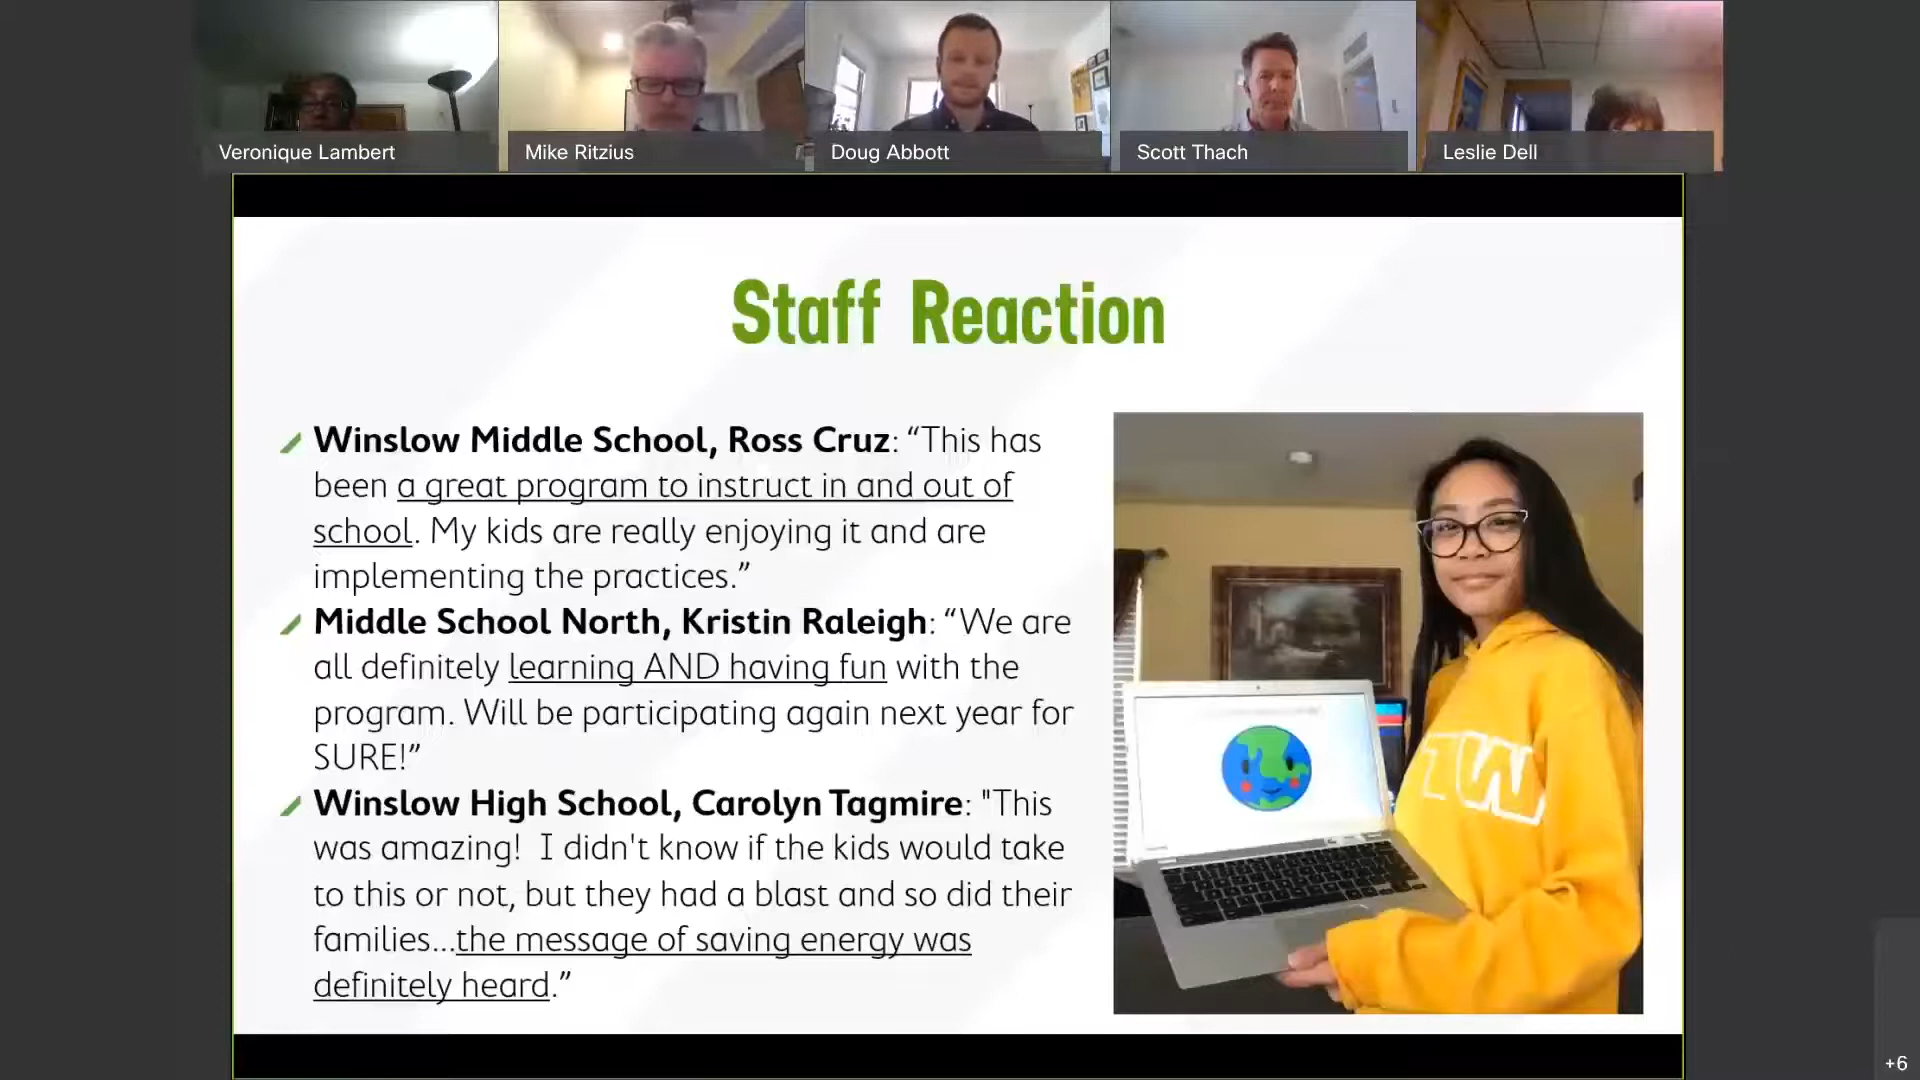 Veronique Lambert
Mike Ritzius
Doug Abbott
Scott Thach
Leslie Dell
Staff Reaction
Winslow Middle School, Ross Cruz: “This has
been a great program to instruct in and out of
school. My kids are really enjoying it and are
implementing the practices.”
Middle School North, Kristin Raleigh: “We are
all definitely learning AND having fun with the
program. Will be participating again next year for
SURE!”
Winslow High School, Carolyn Tagmire: "This
was amazing!  I didn't know if the kids would take
to this or not, but they had a blast and so did their
families...the message of saving energy was
definitely heard.”
TW
+6